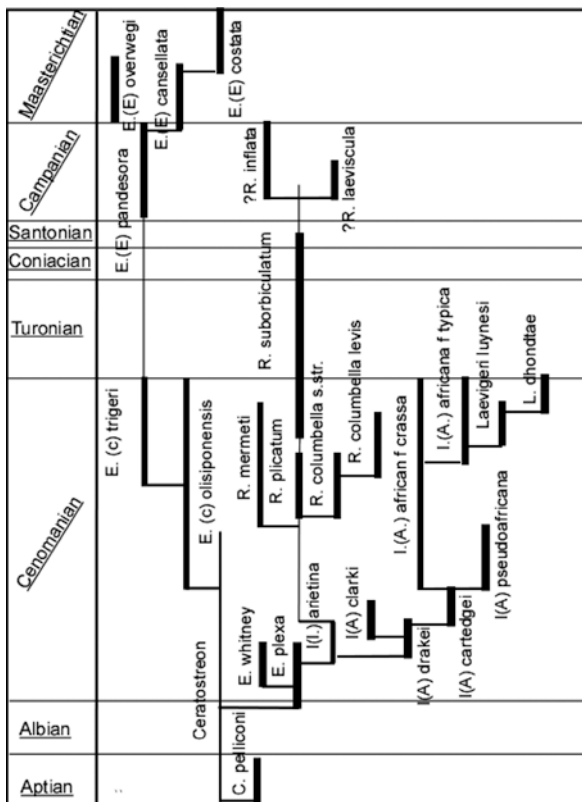 Maasterichtian
Campanian
Santonian
Coniacian
Turonian
Cenomanian
Albian
Aptian
E.(E) overwegi
E.(E) cansellata
E.(E) costata
E.(E) pandesora
?R. inflata
?R. laeviscula
R. suborbiculatum
E. (c) trigeri
E. (c) olisiponensis
R. mermeti
R. plicatum
R. columbella s.str.
R. columbella levis
I.(A.) african f crassa
I.(A.) africana f typica
Laevigeri luynesi
L. dhondtae
Ceratostreon
E. whitney
E. plexa
I(I.) arietina
I(A) clarki
I(A) drakei
I(A) cartedgei
I(A) pseudoafricana
C. pelliconi